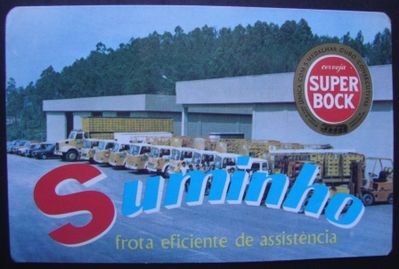 cerveja
SUPER
BOCK
Suminho
frota eficiente de assistência